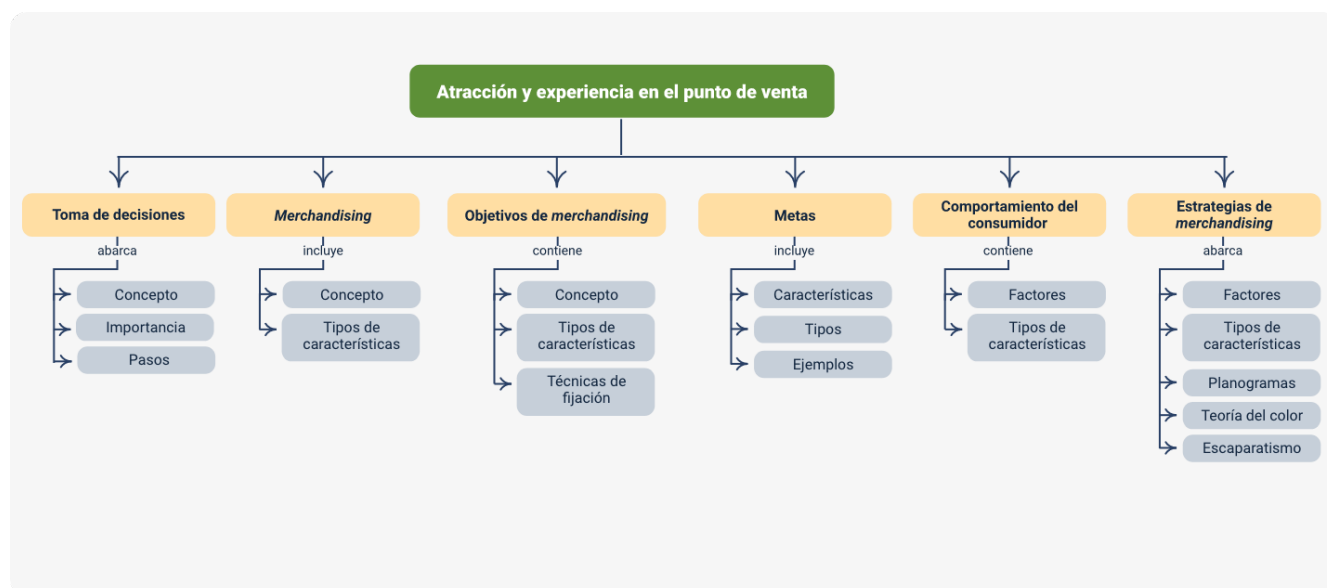 Atracción y experiencia en el punto de venta
Toma de decisiones
abarca
Concepto
Importancia
Pasos
Merchandising
incluye
Concepto
Tipos de
características
Objetivos de merchandising
contiene
Concepto
Tipos de
características
Técnicas de
fijación
Metas
incluye
Características
Tipos
Ejemplos
Comportamiento del
consumidor
contiene
Factores
Tipos de
características
Estrategias de
merchandising
abarca
Factores
Tipos de
características
Planogramas
Teoría del color
Escaparatismo